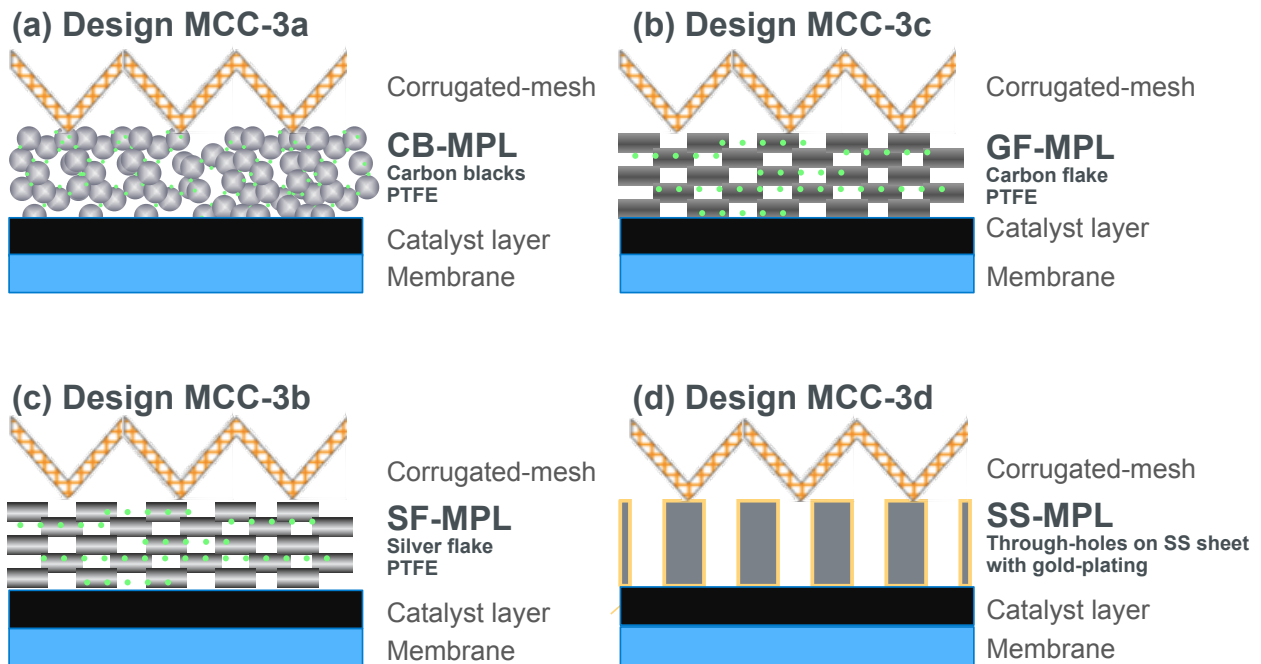 (a) Design MCC-3a
Corrugated-mesh
CB-MPL
Carbon blacks
PTFE
Catalyst layer
Membrane
(b) Design MCC-3c
Corrugated-mesh
GF-MPL
Carbon flake
PTFE
Catalyst layer
Membrane
(c) Design MCC-3b
Corrugated-mesh
SF-MPL
Silver flake
PTFE
Catalyst layer
Membrane
(d) Design MCC-3d
Corrugated-mesh
SS-MPL
Through-holes on SS sheet
with gold-plating
Catalyst layer
Membrane